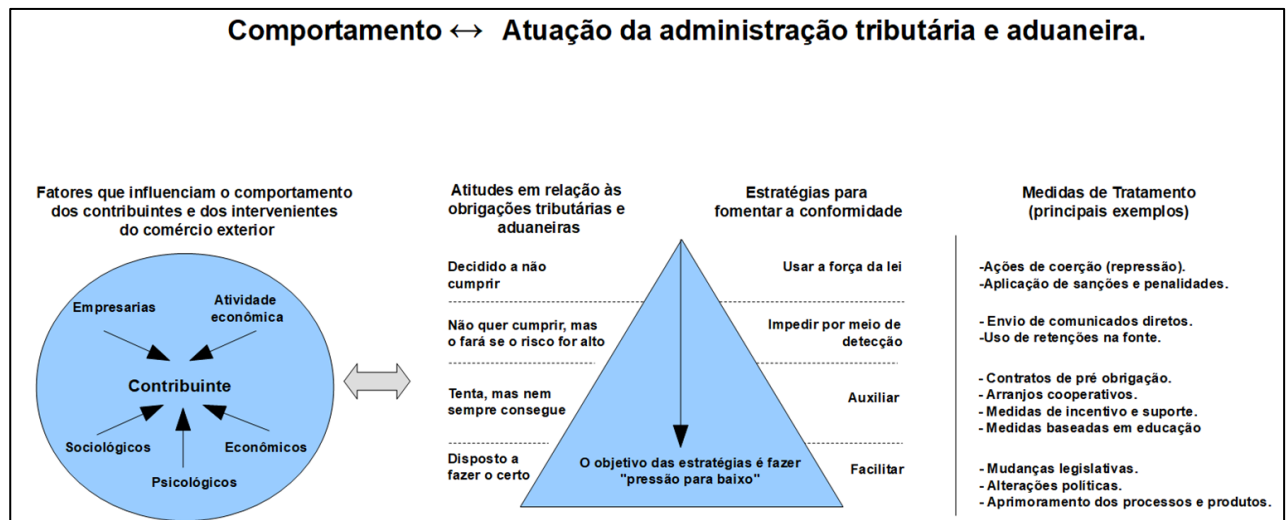 Comportamento ↔ Atuação da administração tributária e aduaneira.
Fatores que influenciam o comportamento
dos contribuintes e dos intervenientes
do comércio exterior
Empresarias
Atividade
econômica
Contribuinte
Sociológicos
Econômicos
Psicológicos
Atitudes em relação às
obrigações tributárias e
aduaneiras
Decidido a não
cumprir
Não quer cumprir, mas
o fará se o risco for alto
Tenta, mas nem
sempre consegue
Disposto a
fazer o certo
O objetivo das estratégias é fazer
"pressão para baixo"
Estratégias para
fomentar a conformidade
Usar a força da lei
Impedir por meio de
detecção
Auxiliar
Facilitar
Medidas de Tratamento
(principais exemplos)
-Ações de coerção (repressão).
-Aplicação de sanções e penalidades.
- Envio de comunicados diretos.
-Uso de retenções na fonte.
- Contratos de pré obrigação.
- Arranjos cooperativos.
- Medidas de incentivo e suporte.
- Medidas baseadas em educação
- Mudanças legislativas.
- Alterações politicas.
- Aprimoramento dos processos e produtos.